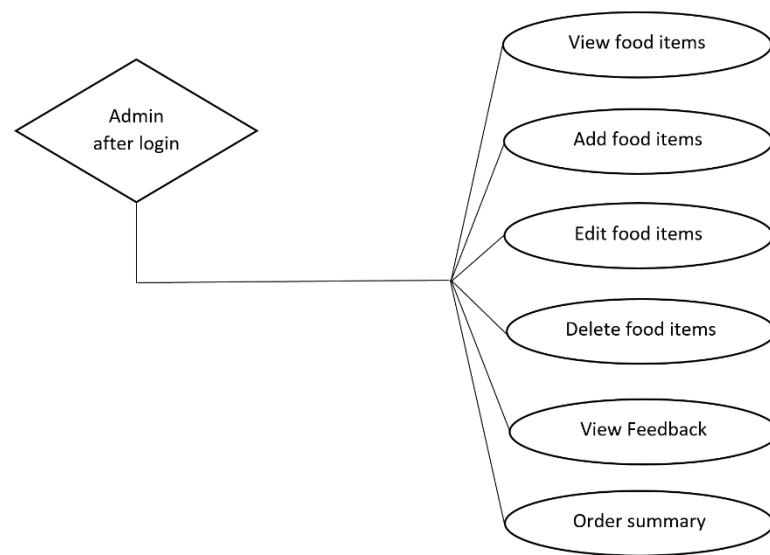 Admin
after login
View food items
Add food items
Edit food items
Delete food items
View Feedback
Order summary